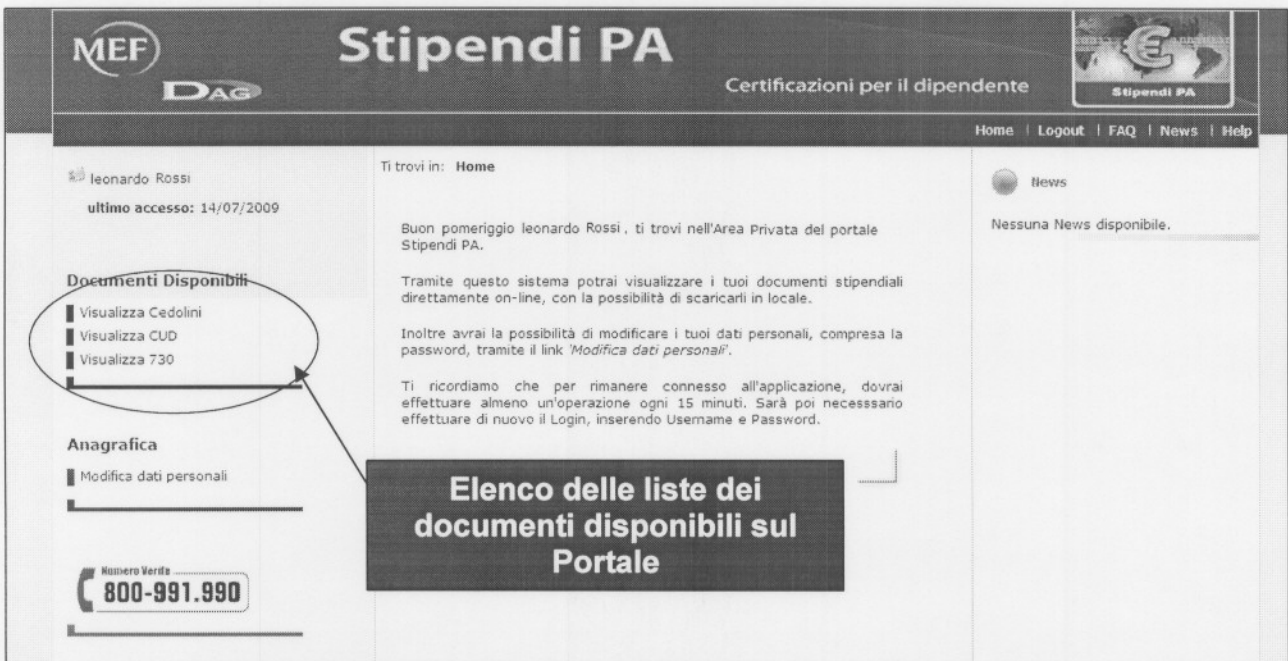 MEF
DAG
Stipendi PA
Certificazioni per il dipendente
€
Stipendi PA
Home | Logout | FAQ | News | Help
leonardo Rossi
ultimo accesso: 14/07/2009
Documenti Disponibili
Visualizza Cedolini
Visualizza CUD
Visualizza 730
Anagrafica
Modifica dati personali
Numero Verde
800-991.990
Ti trovi in: Home
Buon pomeriggio leonardo Rossi, ti trovi nell'Area Privata del portale
Stipendi PA.
Tramite questo sistema potrai visualizzare i tuoi documenti stipendiali
direttamente on-line, con la possibilità di scaricarli in locale.
Inoltre avrai la possibilità di modificare i tuoi dati personali, compresa la
password, tramite il link 'Modifica dati personali'.
Ti ricordiamo che per rimanere connesso all'applicazione, dovrai
effettuare almeno un'operazione ogni 15 minuti. Sarà poi necesssario
effettuare di nuovo il Login, inserendo Username e Password.
Elenco delle liste dei
documenti disponibili sul
Portale
News
Nessuna News disponibile.